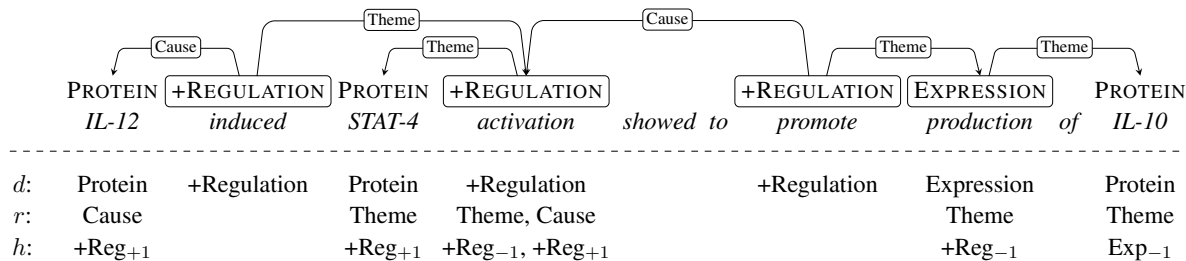 Theme Theme Cause
Cause Theme Theme Theme
PROTEIN +REGULATION PROTEIN +REGULATION +REGULATION EXPRESSION PROTEIN
IL-12 induced STAT-4 activation showed to promote production of IL-10
d: Protein +Regulation Protein +Regulation +Regulation Expression Protein
r: Cause Theme Theme, Cause Theme Theme
h: +Reg+1 +Reg+1 +Reg−1, +Reg+1 +Reg−1 Exp−1